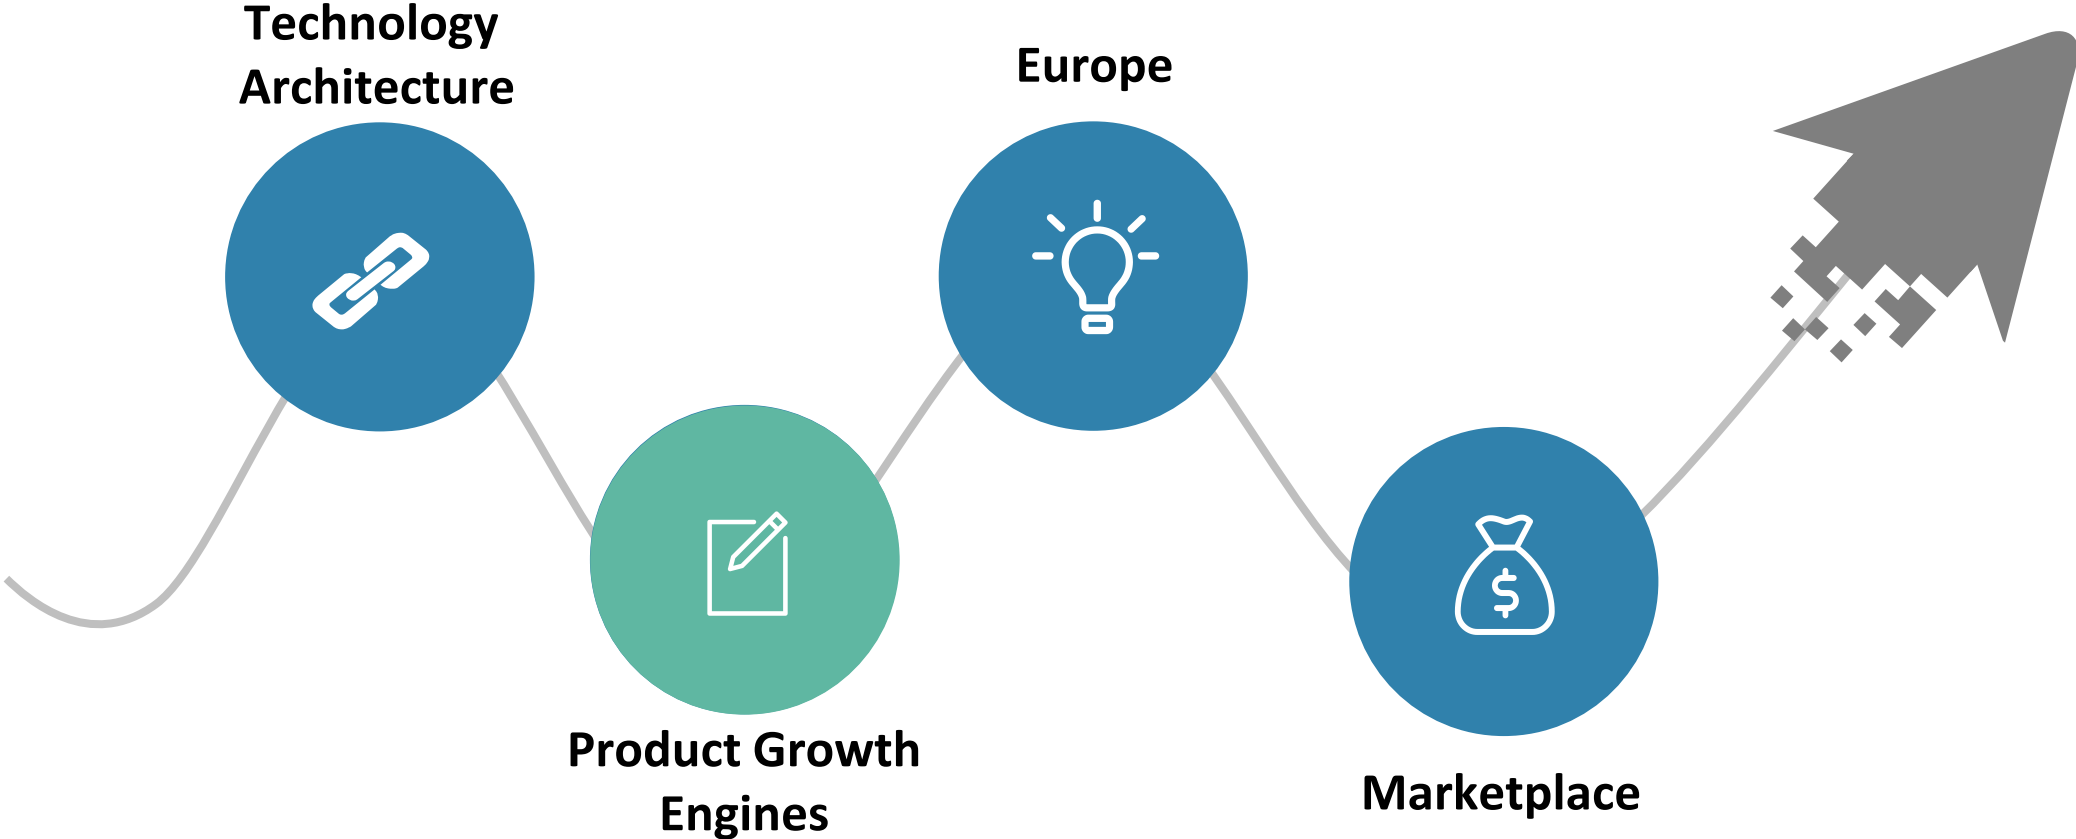 Technology
Architecture
Europe
$
Product Growth
Engines
Marketplace